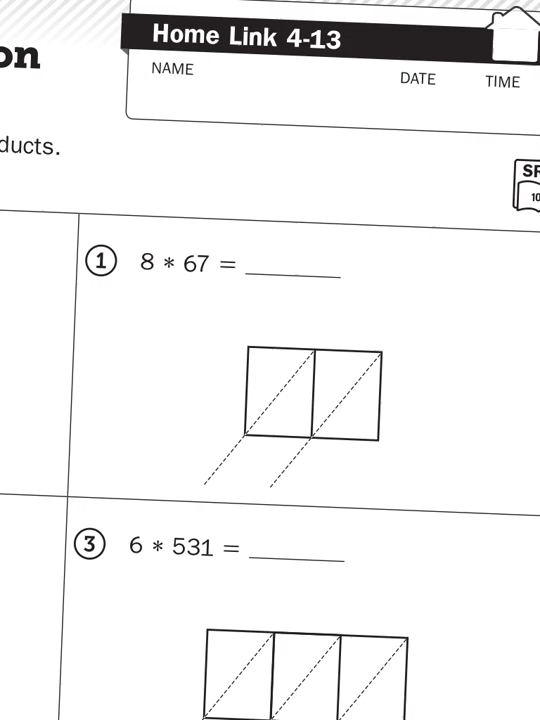 on
Home Link 4-13
NAME DATE TIME
ducts.
SR
10
1 8 * 67 = ________
3 6 * 531 = ________